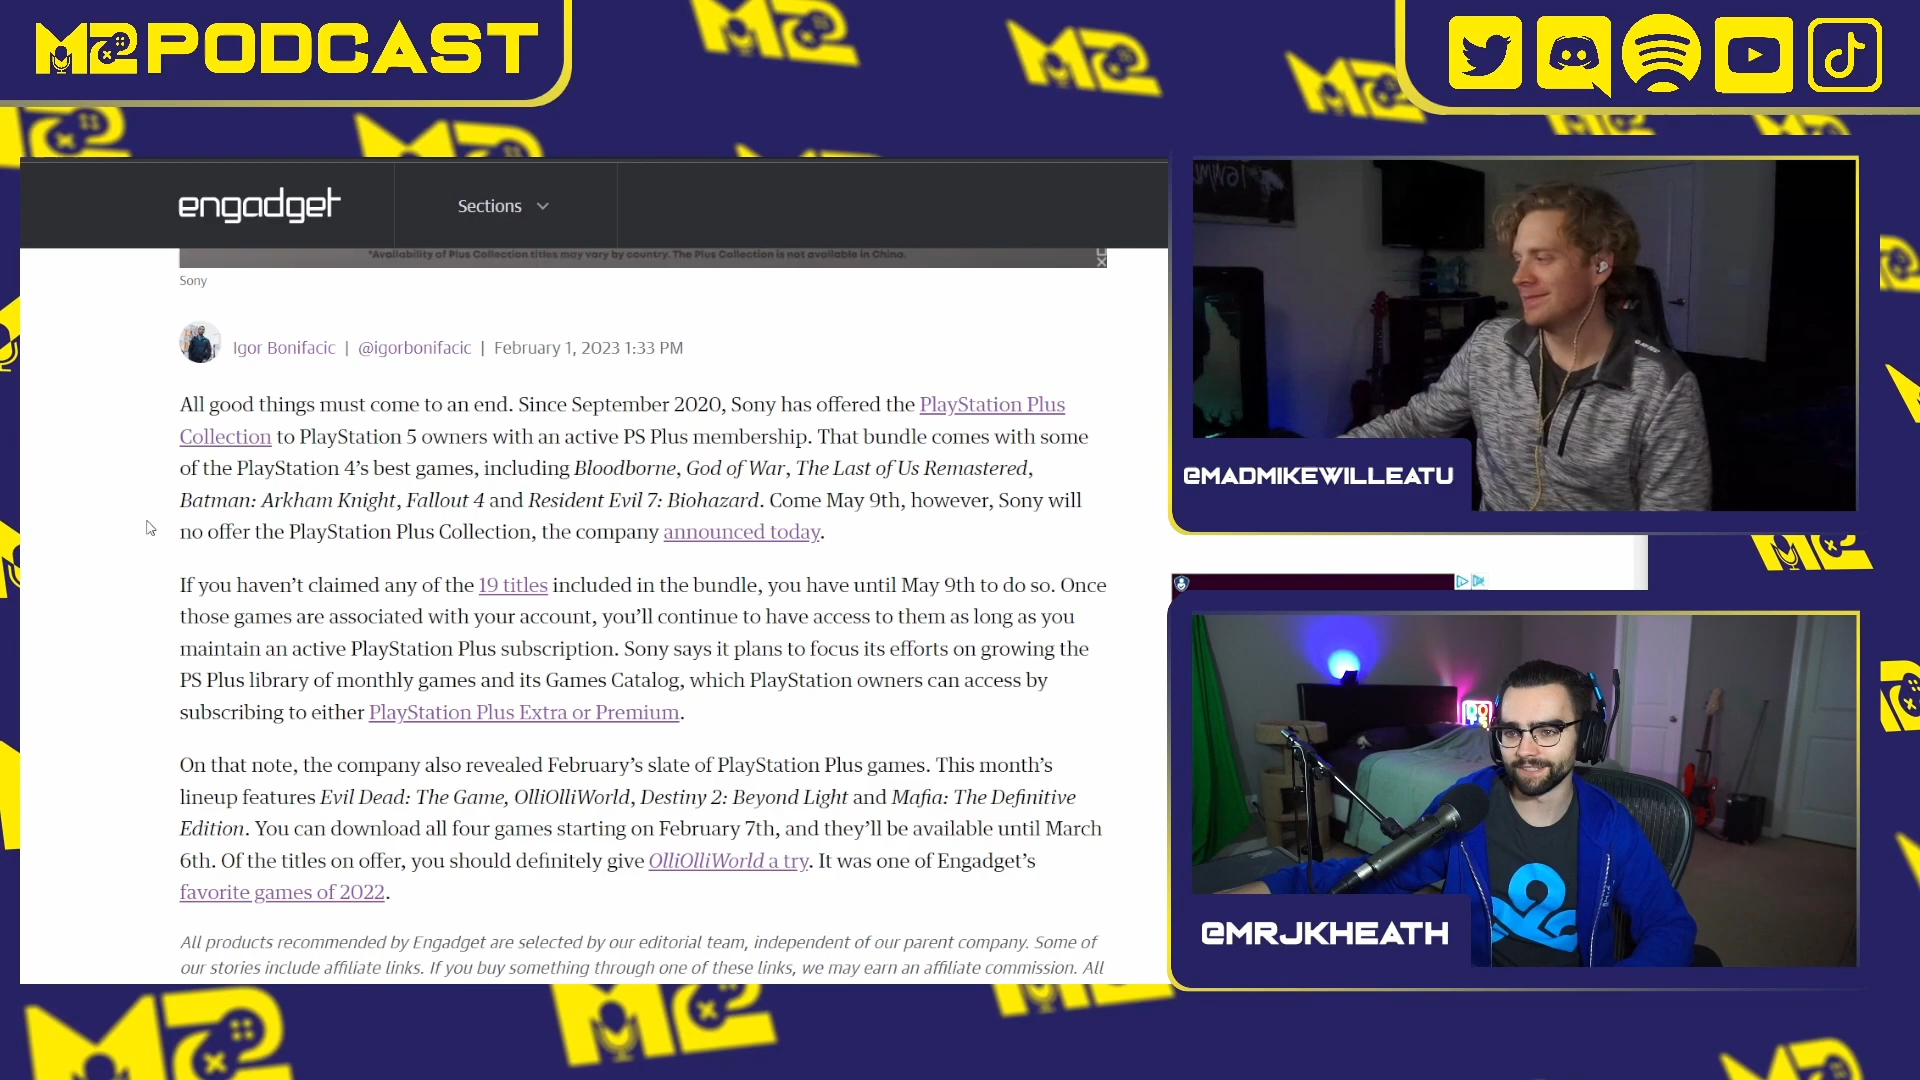 M2 PODCAST
engadget
Sections
*Availability of Plus Collection titles may vary by country. The Plus Collection is not available in China.
Sony
Igor Bonifacic | @igorbonifacic | February 1, 2023 1:33 PM
All good things must come to an end. Since September 2020, Sony has offered the PlayStation Plus
Collection to PlayStation 5 owners with an active PS Plus membership. That bundle comes with some
of the PlayStation 4’s best games, including Bloodborne, God of War, The Last of Us Remastered,
Batman: Arkham Knight, Fallout 4 and Resident Evil 7: Biohazard. Come May 9th, however, Sony will
no offer the PlayStation Plus Collection, the company announced today.
If you haven’t claimed any of the 19 titles included in the bundle, you have until May 9th to do so. Once
those games are associated with your account, you’ll continue to have access to them as long as you
maintain an active PlayStation Plus subscription. Sony says it plans to focus its efforts on growing the
PS Plus library of monthly games and its Games Catalog, which PlayStation owners can access by
subscribing to either PlayStation Plus Extra or Premium.
On that note, the company also revealed February’s slate of PlayStation Plus games. This month’s
lineup features Evil Dead: The Game, OlliOlliWorld, Destiny 2: Beyond Light and Mafia: The Definitive
Edition. You can download all four games starting on February 7th, and they’ll be available until March
6th. Of the titles on offer, you should definitely give OlliOlliWorld a try. It was one of Engadget’s
favorite games of 2022.
All products recommended by Engadget are selected by our editorial team, independent of our parent company. Some of
our stories include affiliate links. If you buy something through one of these links, we may earn an affiliate commission. All
@MADMIKEWILLEATU
@MRJKHEATH